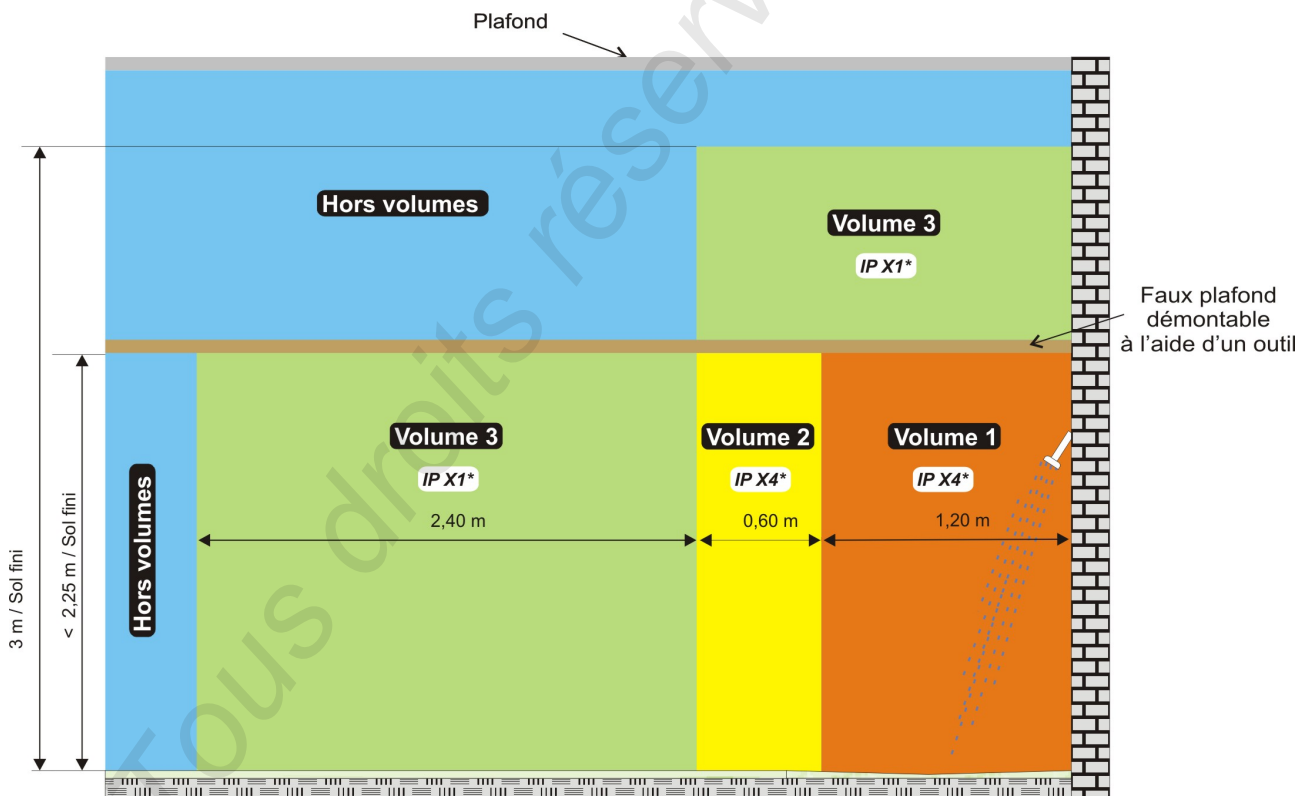 Plafond
Hors volumes
Volume 3
IP X1*
Faux plafond
démontable
à l'aide d'un outil
3 m / Sol fini
< 2,25 m / Sol fini
Hors volumes
Volume 3
IP X1*
2,40 m
Volume 2
IP X4*
0,60 m
Volume 1
IP X4*
1,20 m
Tous droits réserv